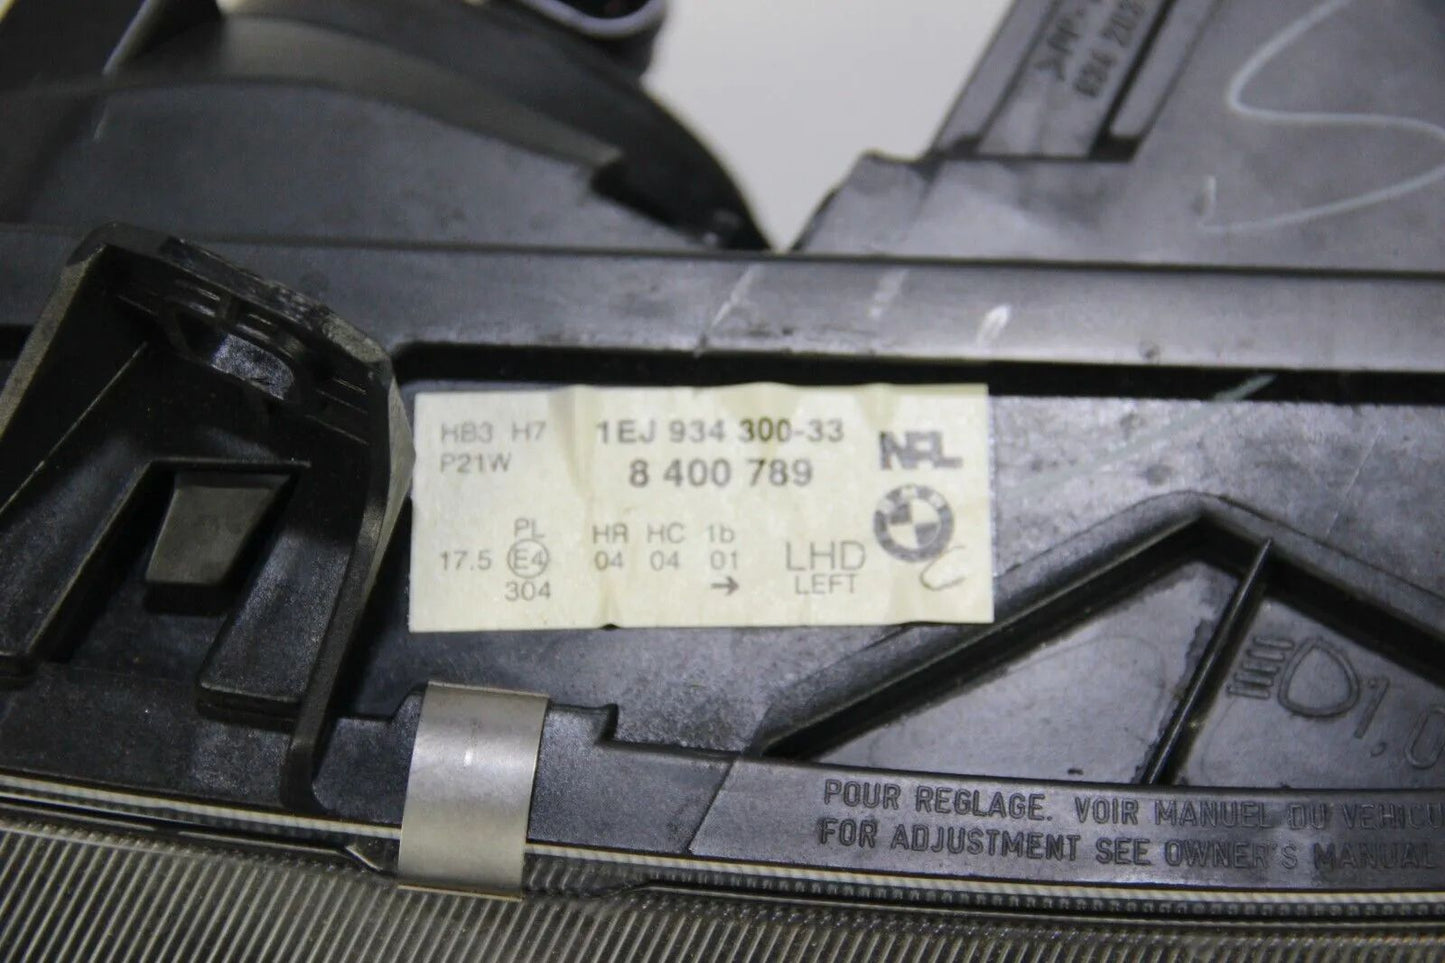 HB3 H7
P21W
1EJ 934 300-33
8 400 789
17.5
PL
E4
304
HR HC 1b
04 04 01
→
LHD
LEFT
POUR REGLAGE. VOIR MANUEL DU VEHICU
FOR ADJUSTMENT SEE OWNER'S MANUAL